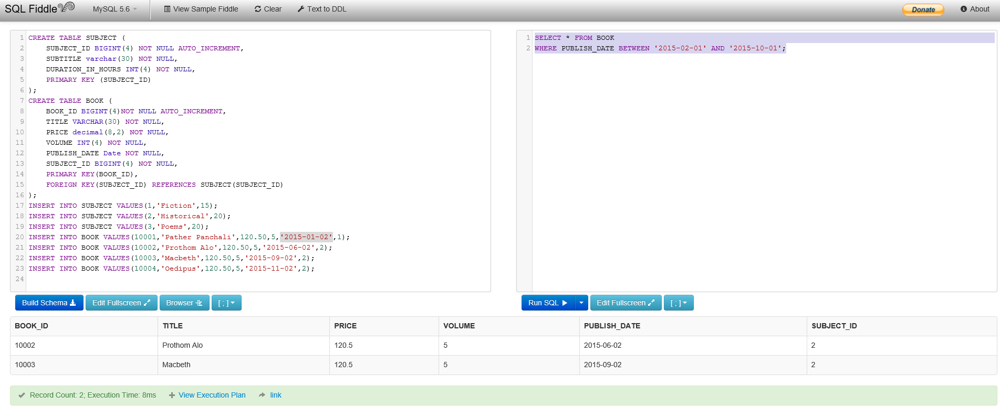 SQL Fiddle MySQL 5.6 View Sample Fiddle Clear Text to DDL Donate About
1 CREATE TABLE SUBJECT (
2 SUBJECT_ID BIGINT(4) NOT NULL AUTO_INCREMENT,
3 SUBTITLE varchar(30) NOT NULL,
4 DURATION_IN_HOURS INT(4) NOT NULL,
5 PRIMARY KEY (SUBJECT_ID)
6 );
7 CREATE TABLE BOOK (
8 BOOK_ID BIGINT(4)NOT NULL AUTO_INCREMENT,
9 TITLE VARCHAR(30) NOT NULL,
10 PRICE decimal(8,2) NOT NULL,
11 VOLUME INT(4) NOT NULL,
12 PUBLISH_DATE Date NOT NULL,
13 SUBJECT_ID BIGINT(4) NOT NULL,
14 PRIMARY KEY(BOOK_ID),
15 FOREIGN KEY(SUBJECT_ID) REFERENCES SUBJECT(SUBJECT_ID)
16 );
17 INSERT INTO SUBJECT VALUES(1,'Fiction',15);
18 INSERT INTO SUBJECT VALUES(2,'Historical',20);
19 INSERT INTO SUBJECT VALUES(3,'Poems',20);
20 INSERT INTO BOOK VALUES(10001,'Pather Panchali',120.50,5,'2015-01-02',1);
21 INSERT INTO BOOK VALUES(10002,'Prothom Alo',120.50,5,'2015-06-02',2);
22 INSERT INTO BOOK VALUES(10003,'Macbeth',120.50,5,'2015-09-02',2);
23 INSERT INTO BOOK VALUES(10004,'Oedipus',120.50,5,'2015-11-02',2);
24
1 SELECT * FROM BOOK
2 WHERE PUBLISH_DATE BETWEEN '2015-02-01' AND '2015-10-01';
Build Schema Edit Fullscreen Browser [ ; ] Run SQL Edit Fullscreen [ ; ]
BOOK_ID TITLE PRICE VOLUME PUBLISH_DATE SUBJECT_ID
10002 Prothom Alo 120.5 5 2015-06-02 2
10003 Macbeth 120.5 5 2015-09-02 2
Record Count: 2; Execution Time: 8ms View Execution Plan link